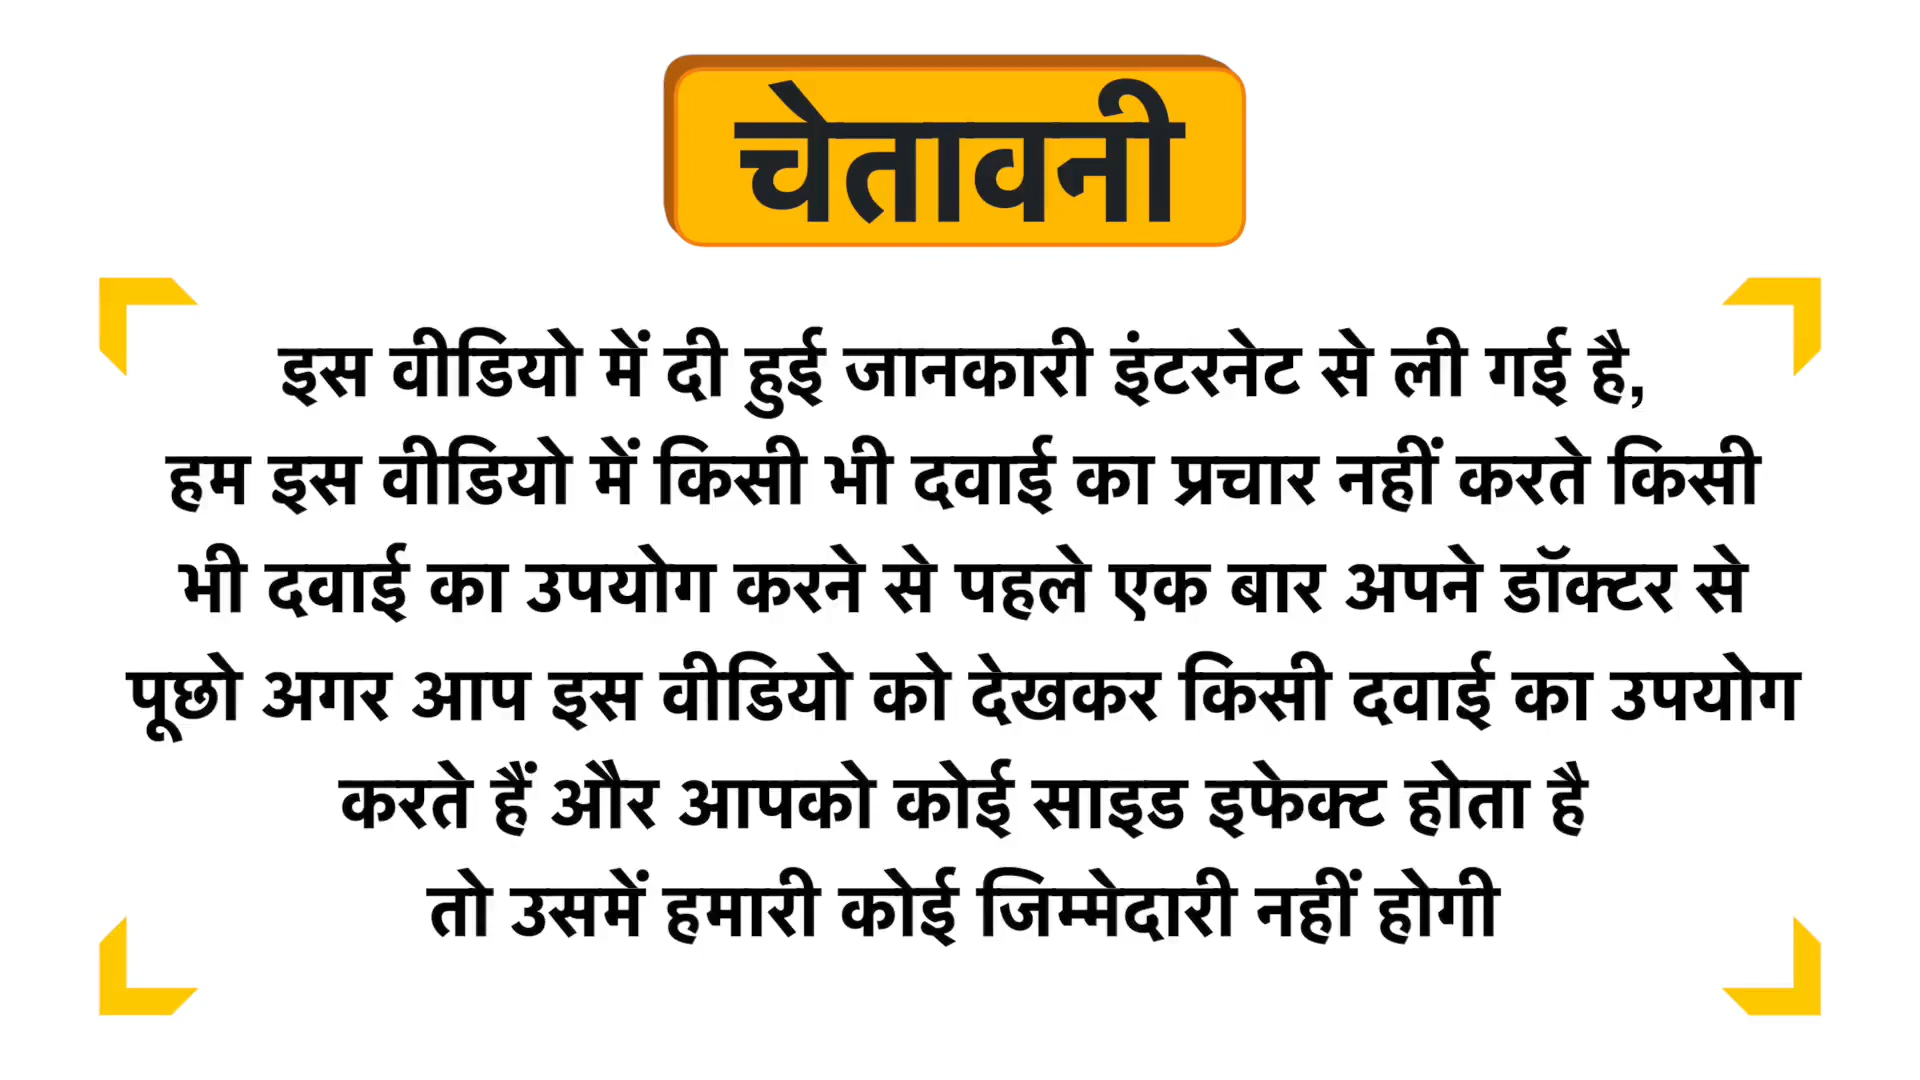 चेतावनी
इस वीडियो में दी हुई जानकारी इंटरनेट से ली गई है,
हम इस वीडियो में किसी भी दवाई का प्रचार नहीं करते किसी
भी दवाई का उपयोग करने से पहले एक बार अपने डॉक्टर से
पूछो अगर आप इस वीडियो को देखकर किसी दवाई का उपयोग
करते हैं और आपको कोई साइड इफेक्ट होता है
तो उसमें हमारी कोई जिम्मेदारी नहीं होगी